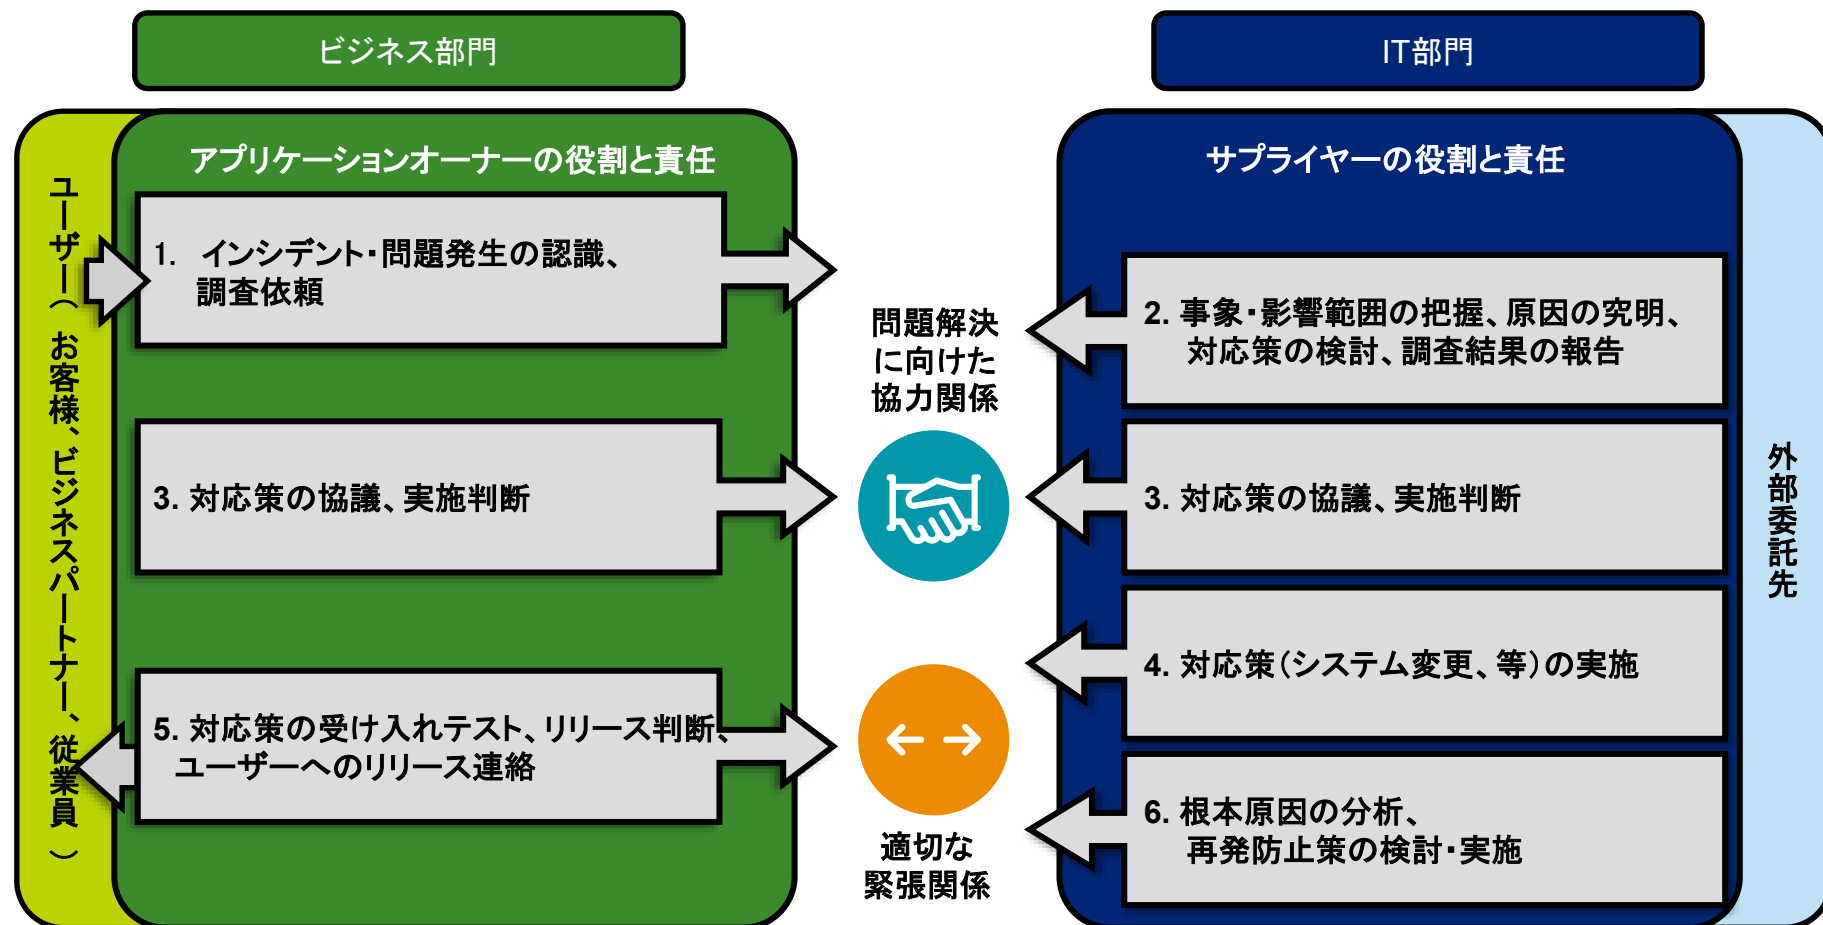 ビジネス部門
IT部門
アプリケーションオーナーの役割と責任
サプライヤーの役割と責任
ユーザー（お客様、ビジネスパートナー、従業員）
1. インシデント・問題発生の認識、
調査依頼
2. 事象・影響範囲の把握、原因の究明、
対応策の検討、調査結果の報告
問題解決
に向けた
協力関係
3. 対応策の協議、実施判断
3. 対応策の協議、実施判断
外部委託先
4. 対応策（システム変更、等）の実施
5. 対応策の受け入れテスト、リリース判断、
ユーザーへのリリース連絡
6. 根本原因の分析、
再発防止策の検討・実施
適切な
緊張関係